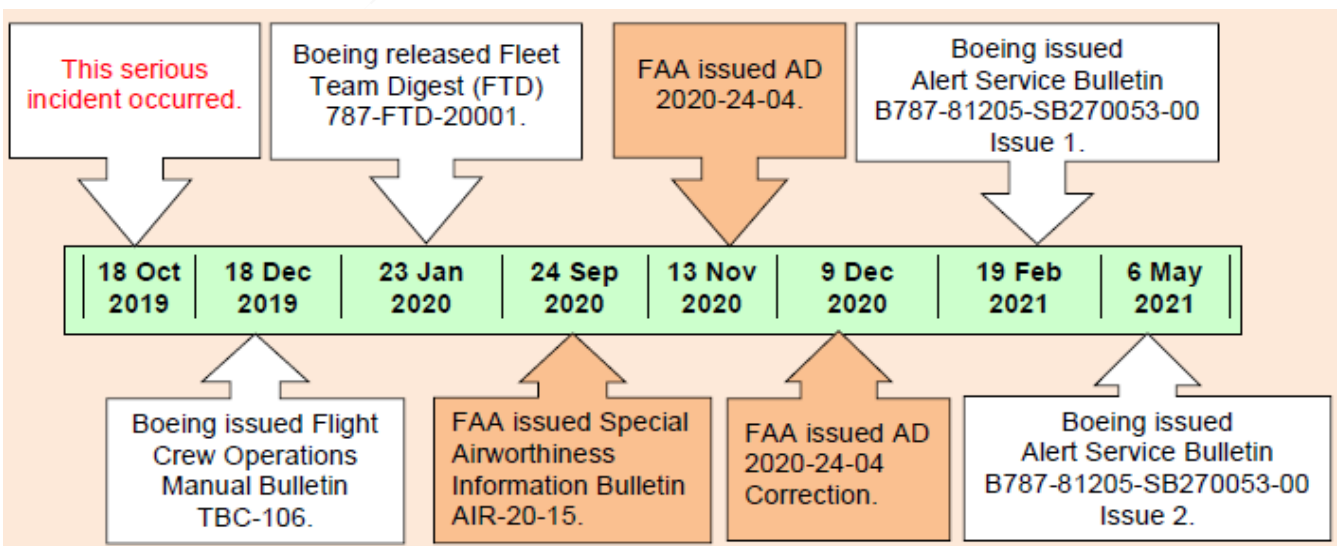 This serious
incident occurred.
Boeing released Fleet
Team Digest (FTD)
787-FTD-20001.
FAA issued AD
2020-24-04.
Boeing issued
Alert Service Bulletin
B787-81205-SB270053-00
Issue 1.
18 Oct
2019
18 Dec
2019
23 Jan
2020
24 Sep
2020
13 Nov
2020
9 Dec
2020
19 Feb
2021
6 May
2021
Boeing issued Flight
Crew Operations
Manual Bulletin
TBC-106.
FAA issued Special
Airworthiness
Information Bulletin
AIR-20-15.
FAA issued AD
2020-24-04
Correction.
Boeing issued
Alert Service Bulletin
B787-81205-SB270053-00
Issue 2.